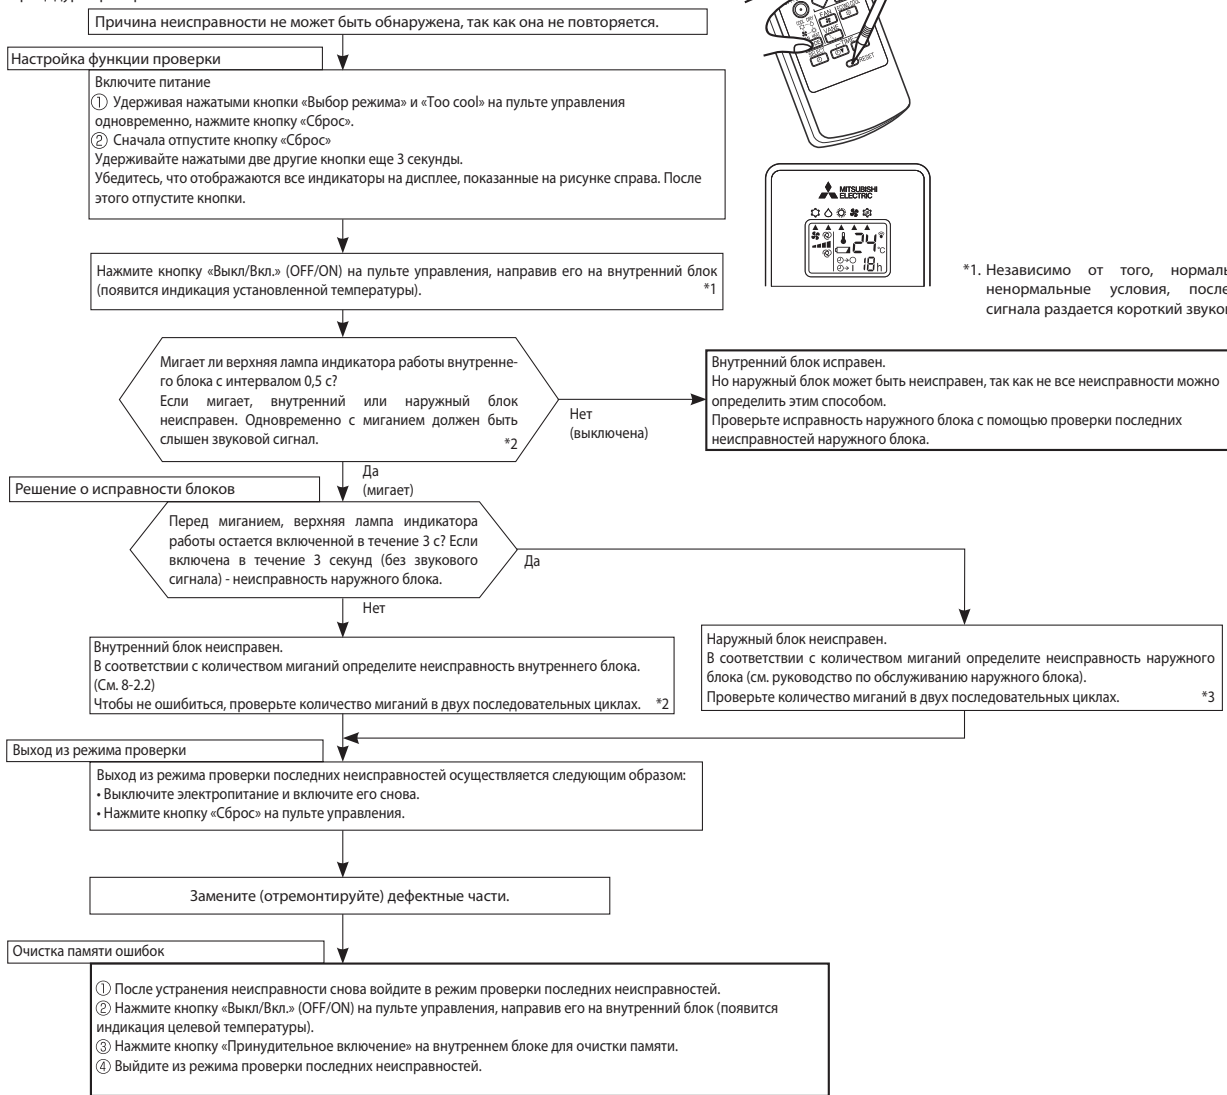 Причина неисправности не может быть обнаружена, так как она не повторяется.
Настройка функции проверки
Включите питание
① Удерживая нажатыми кнопки «Выбор режима» и «Too cool» на пульте управления
одновременно, нажмите кнопку «Сброс».
② Сначала отпустите кнопку «Сброс»
Удерживайте нажатыми две другие кнопки еще 3 секунды.
Убедитесь, что отображаются все индикаторы на дисплее, показанные на рисунке справа. После
этого отпустите кнопки.
FAN
VANE
TIME
RESET
MITSUBISHI
ELECTRIC
24°C
18h
Нажмите кнопку «Выкл/Вкл.» (OFF/ON) на пульте управления, направив его на внутренний блок
(появится индикация установленной температуры). *1
*1. Независимо от того,
ненормальные условия,
сигнала раздается короткий
Мигает ли верхняя лампа индикатора работы внутренне-
го блока с интервалом 0,5 с?
Если мигает, внутренний или наружный блок
неисправен. Одновременно с миганием должен быть
слышен звуковой сигнал. *2
Нет
(выключена)
Внутренний блок исправен.
Но наружный блок может быть неисправен, так как не все неисправности можно
определить этим способом.
Проверьте исправность наружного блока с помощью проверки последних
неисправностей наружного блока.
Да
(мигает)
Решение о исправности блоков
Перед миганием, верхняя лампа индикатора
работы остается включенной в течение 3 с? Если
включена в течение 3 секунд (без звукового
сигнала) - неисправность наружного блока.
Да
Нет
Внутренний блок неисправен.
В соответствии с количеством миганий определите неисправность внутреннего блока.
(См. 8-2.2)
Чтобы не ошибиться, проверьте количество миганий в двух последовательных циклах. *2
Наружный блок неисправен.
В соответствии с количеством миганий определите неисправность наружного
блока (см. руководство по обслуживанию наружного блока).
Проверьте количество миганий в двух последовательных циклах. *3
Выход из режима проверки
Выход из режима проверки последних неисправностей осуществляется следующим образом:
• Выключите электропитание и включите его снова.
• Нажмите кнопку «Сброс» на пульте управления.
Замените (отремонтируйте) дефектные части.
Очистка памяти ошибок
① После устранения неисправности снова войдите в режим проверки последних неисправностей.
② Нажмите кнопку «Выкл/Вкл.» (OFF/ON) на пульте управления, направив его на внутренний блок (появится
индикация целевой температуры).
③ Нажмите кнопку «Принудительное включение» на внутреннем блоке для очистки памяти.
④ Выйдите из режима проверки последних неисправностей.